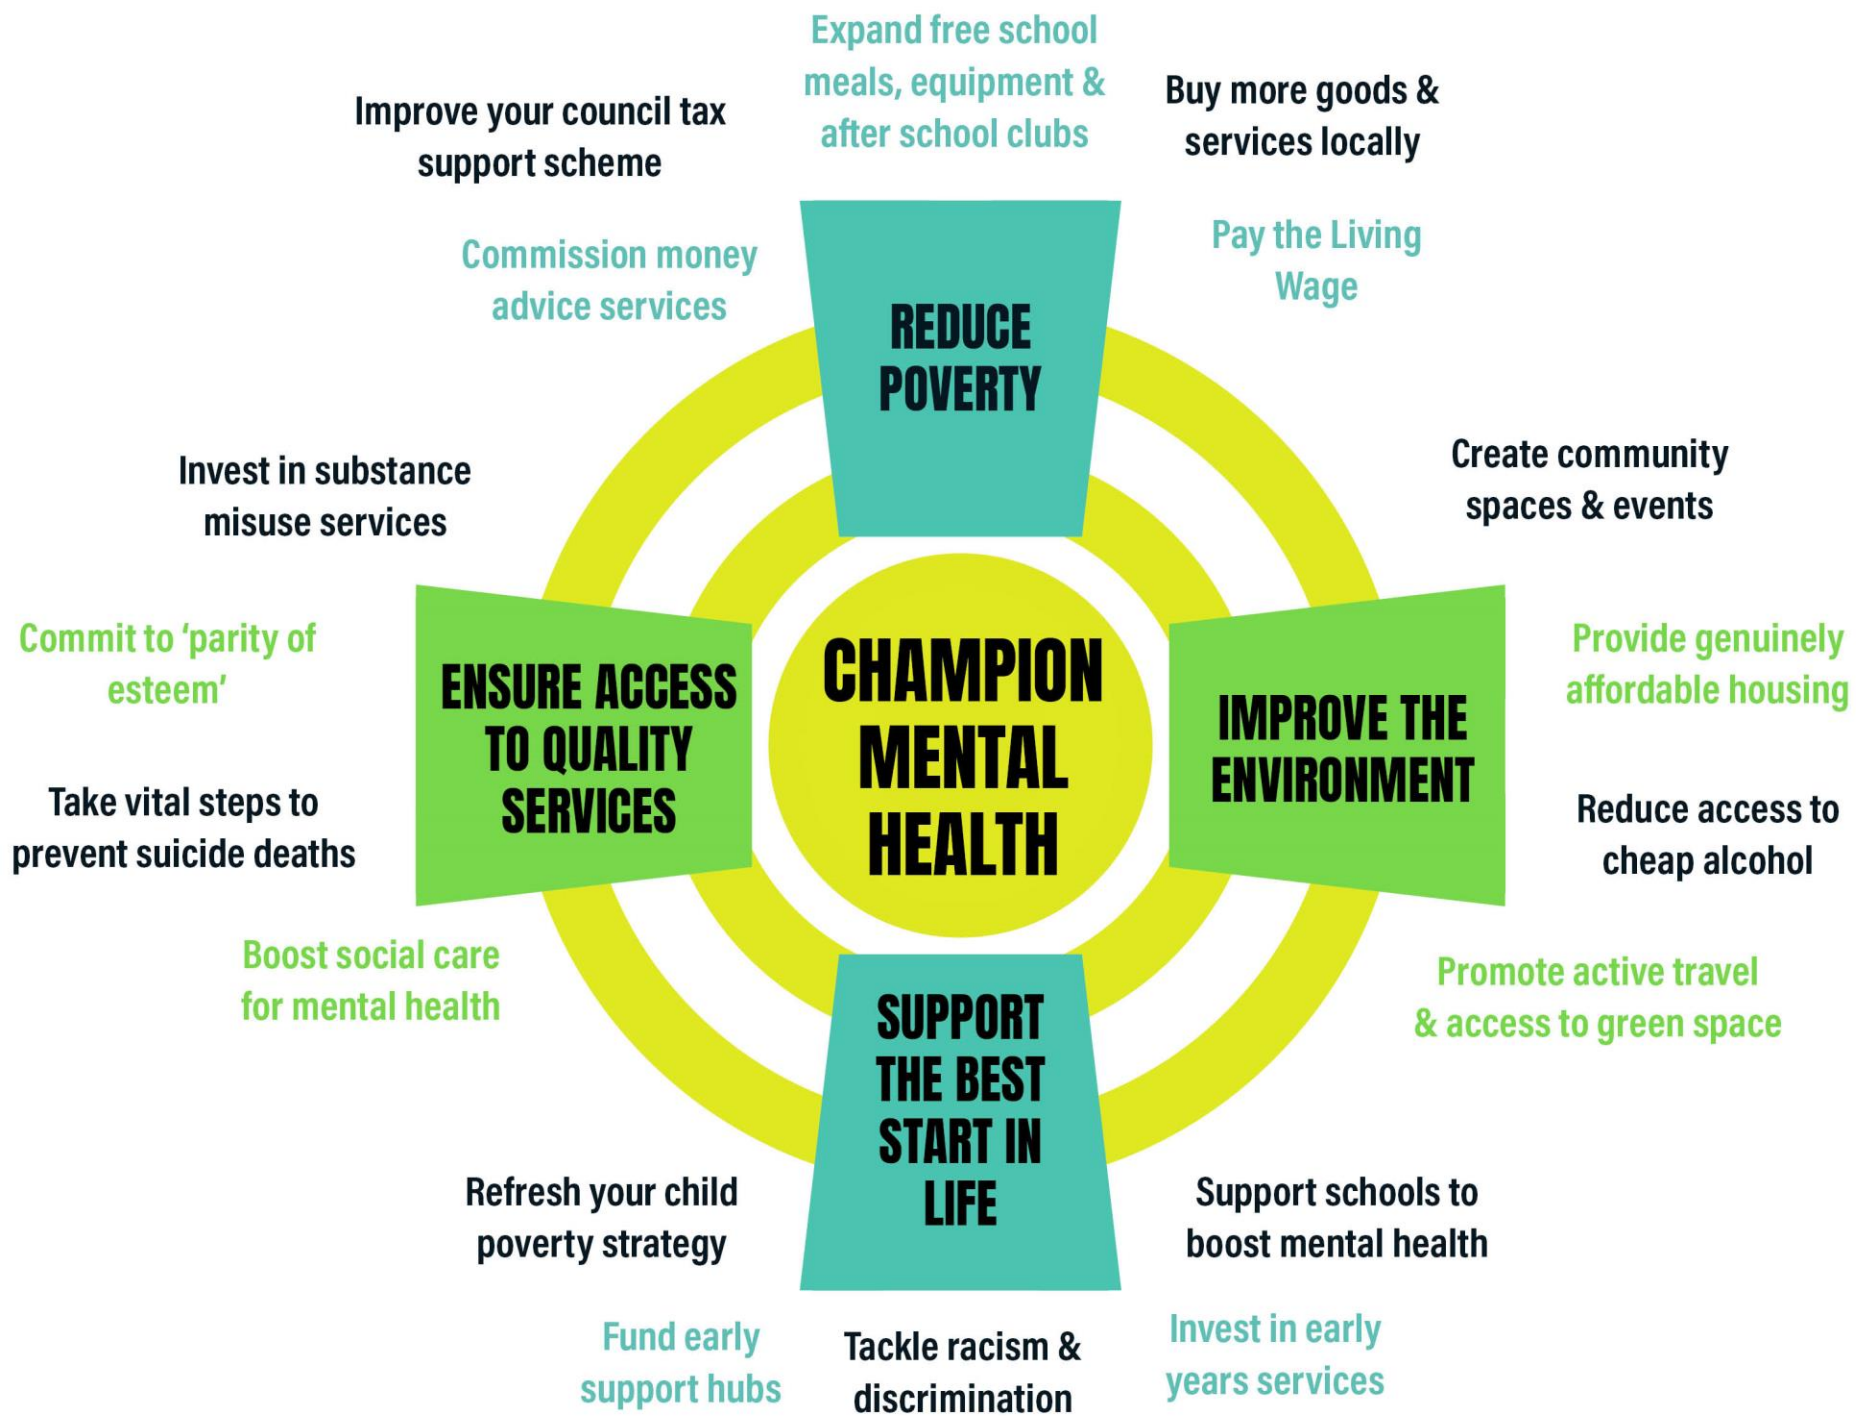 Expand free school
meals, equipment &
after school clubs
Improve your council tax
support scheme
Buy more goods &
services locally
Commission money
advice services
Pay the Living
Wage
REDUCE
POVERTY
Invest in substance
misuse services
Create community
spaces & events
Commit to ‘parity of
esteem’
Provide genuinely
affordable housing
ENSURE ACCESS
TO QUALITY
SERVICES
CHAMPION
MENTAL
HEALTH
IMPROVE THE
ENVIRONMENT
Take vital steps to
prevent suicide deaths
Reduce access to
cheap alcohol
Boost social care
for mental health
Promote active travel
& access to green space
SUPPORT
THE BEST
START IN
LIFE
Refresh your child
poverty strategy
Support schools to
boost mental health
Fund early
support hubs
Tackle racism &
discrimination
Invest in early
years services